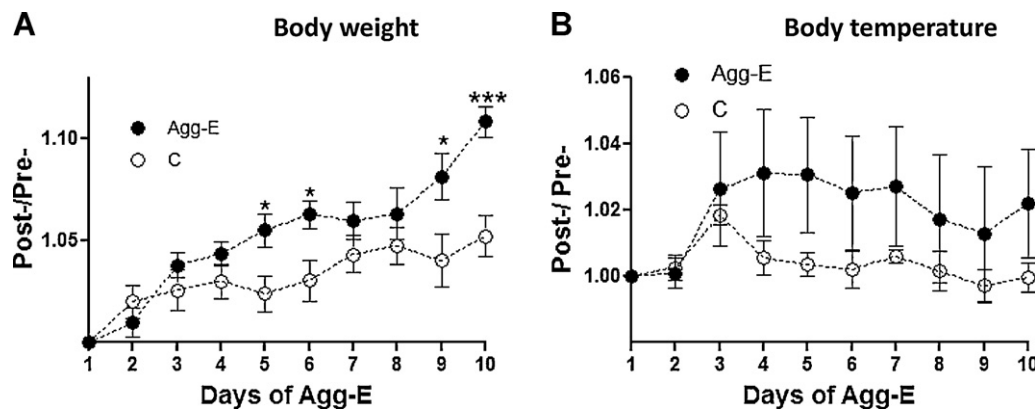 A
Body weight
Post-/Pre-
1.10
1.05
Agg-E
C
*
*
*
***
1 2 3 4 5 6 7 8 9 10
Days of Agg-E
B
Body temperature
Post-/ Pre-
1.06
1.04
1.02
1.00
Agg-E
C
1 2 3 4 5 6 7 8 9 10
Days of Agg-E